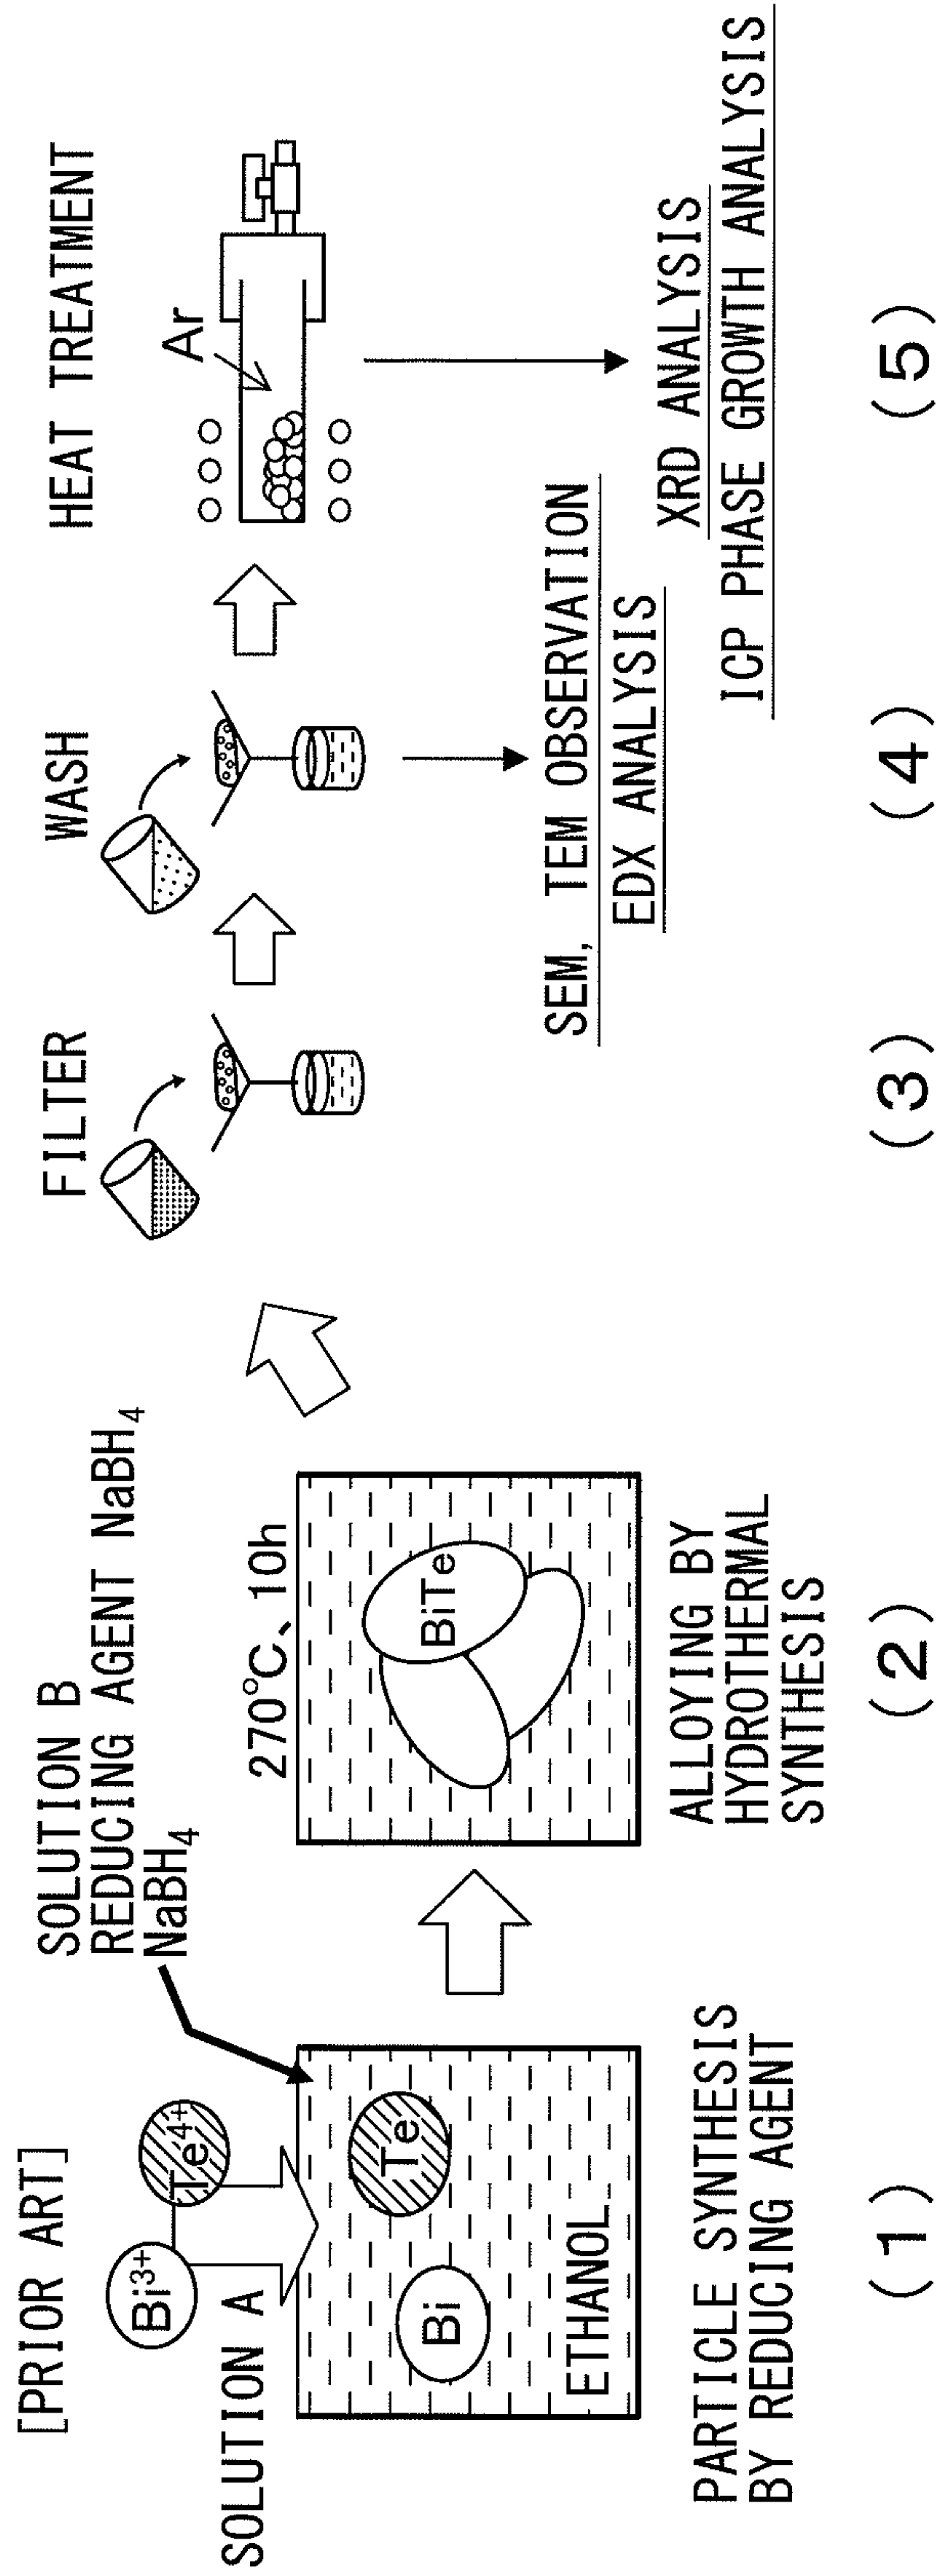 [PRIOR ART]
Bi³⁺
Te⁴⁺
SOLUTION A
SOLUTION B
REDUCING AGENT NaBH₄
NaBH₄
Bi
Te
ETHANOL
PARTICLE SYNTHESIS
BY REDUCING AGENT
(1)
270°C、10h
BiTe
ALLOYING BY
HYDROTHERMAL
SYNTHESIS
(2)
FILTER
(3)
WASH
SEM, TEM OBSERVATION
EDX ANALYSIS
(4)
HEAT TREATMENT
Ar
XRD ANALYSIS
ICP PHASE GROWTH ANALYSIS
(5)